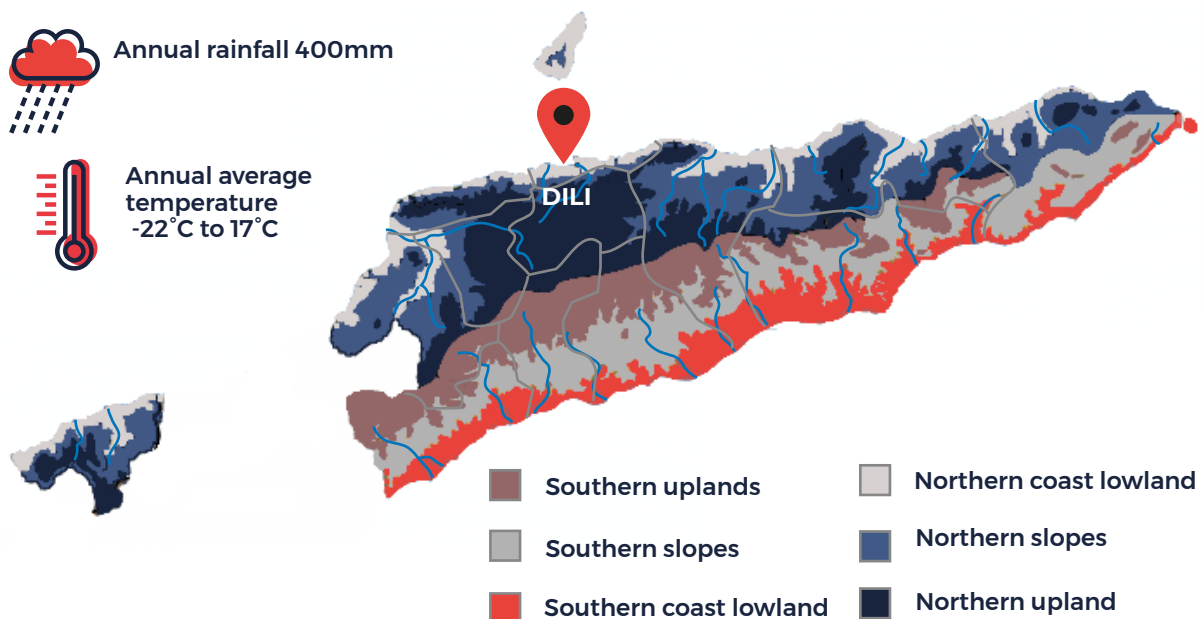 Annual rainfall 400mm
Annual average
temperature
-22˚C to 17˚C
DILI
Southern uplands
Southern slopes
Southern coast lowland
Northern coast lowland
Northern slopes
Northern upland